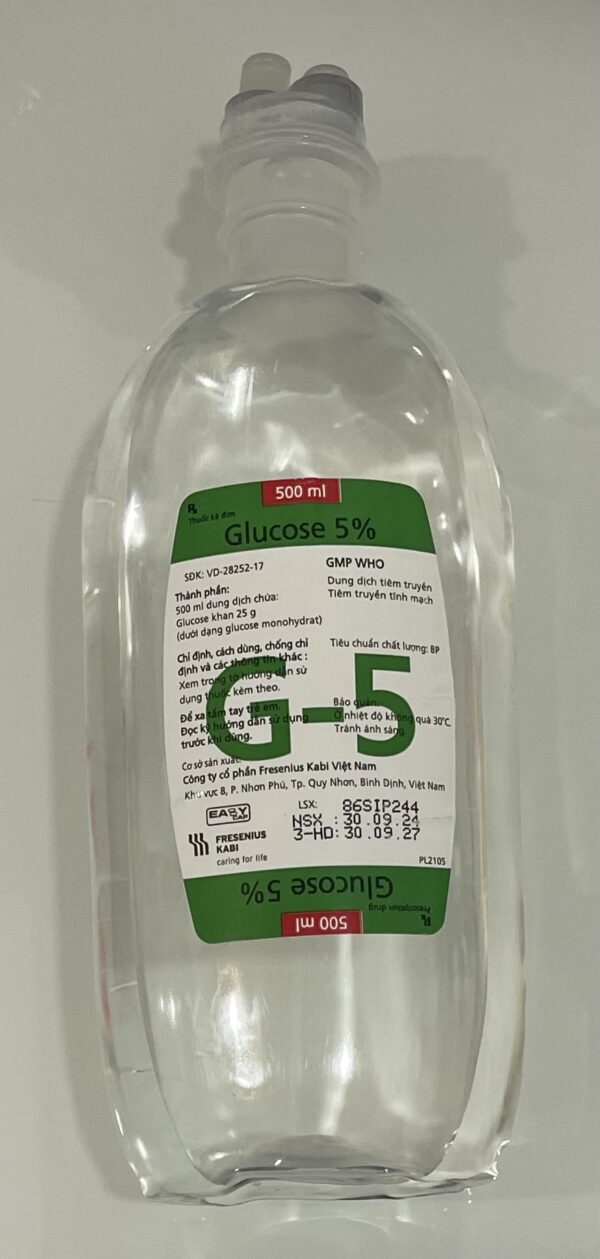 500 ml
Rx
Thuốc kê đơn
Glucose 5%
SĐK: VD-28252-17
GMP WHO
Dung dịch tiêm truyền
Tiêm truyền tĩnh mạch
Thành phần:
500 ml dung dịch chứa:
Glucose khan 25 g
(dưới dạng glucose monohydrat)
Chỉ định, cách dùng, chống chỉ
định và các thông tin khác :
Xem trong tờ hướng dẫn sử
dụng thuốc kèm theo.
Tiêu chuẩn chất lượng: BP
G-5
Để xa tầm tay trẻ em.
Đọc kỹ hướng dẫn sử dụng
trước khi dùng.
Bảo quản:
Ở nhiệt độ không quá 30°C
Tránh ánh sáng
Cơ sở sản xuất:
Công ty cổ phần Fresenius Kabi Việt Nam
Khu vực 8, P. Nhơn Phú, Tp. Quy Nhơn, Bình Định, Việt Nam
EASY
CAP
LSX: 86SIP244
NSX : 30.09.24
3-HD: 30.09.27
FRESENIUS
KABI
caring for life
PL2105
Glucose 5%
Rx
Prescription drug
500 ml